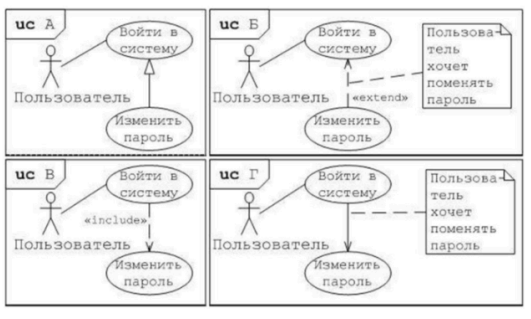 uc А
Войти в
систему
Пользователь
Изменить
пароль
uc Б
Войти в
систему
Пользователь
«extend»
Изменить
пароль
Пользова-
тель
хочет
поменять
пароль
uc В
Войти в
систему
«include»
Пользователь
Изменить
пароль
uc Г
Войти в
систему
Пользователь
Изменить
пароль
Пользова-
тель
хочет
поменять
пароль